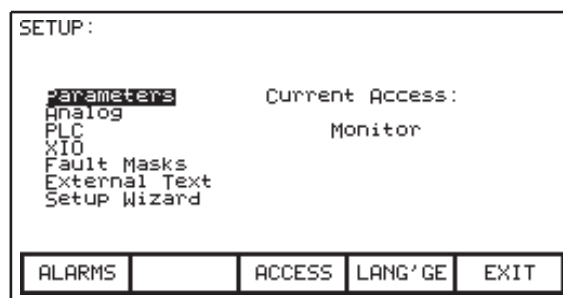 SETUP:
Parameters
Current Access:
Analog
PLC
Monitor
XIO
Fault Masks
External Text
Setup Wizard
ALARMS ACCESS LANG'GE EXIT